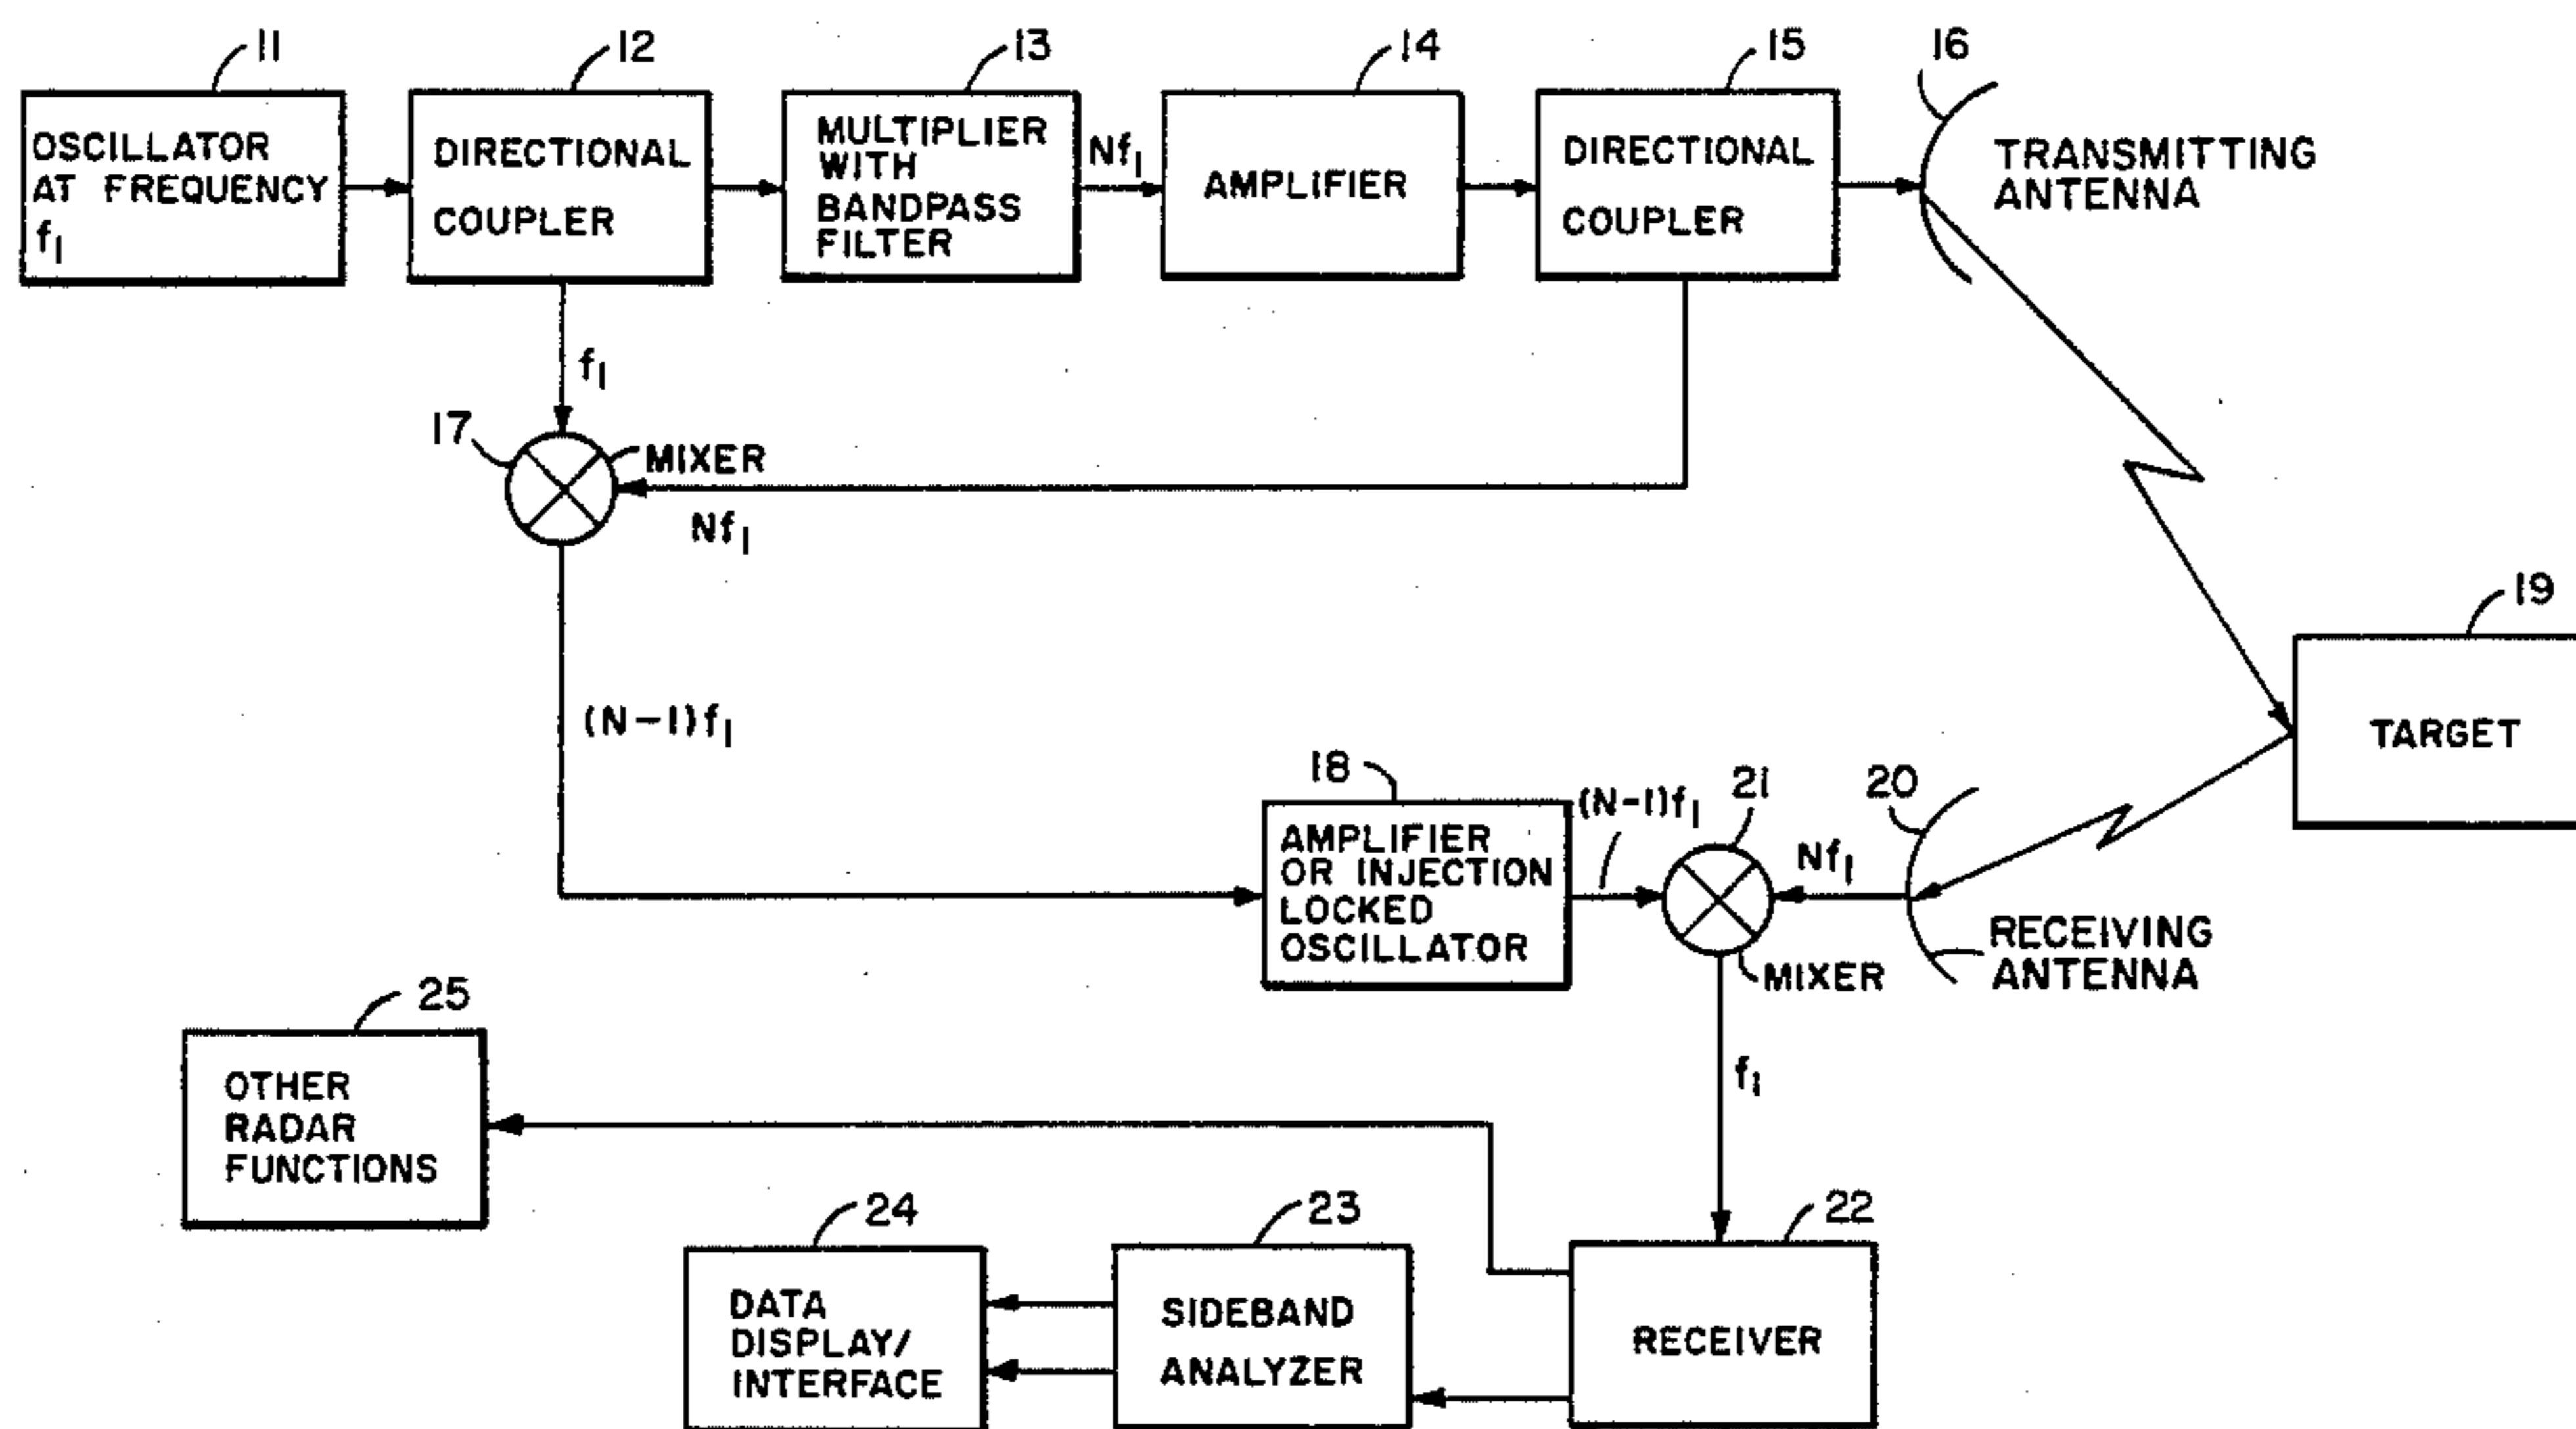 11
12
13
14
15
16
OSCILLATOR
AT FREQUENCY
f₁
DIRECTIONAL
COUPLER
MULTIPLIER
WITH
BANDPASS
FILTER
Nf₁
AMPLIFIER
DIRECTIONAL
COUPLER
TRANSMITTING
ANTENNA
f₁
17
MIXER
Nf₁
19
TARGET
(N-1)f₁
18
AMPLIFIER
OR INJECTION
LOCKED
OSCILLATOR
(N-1)f₁
21
MIXER
Nf₁
20
RECEIVING
ANTENNA
f₁
25
OTHER
RADAR
FUNCTIONS
24
DATA
DISPLAY/
INTERFACE
23
SIDEBAND
ANALYZER
22
RECEIVER